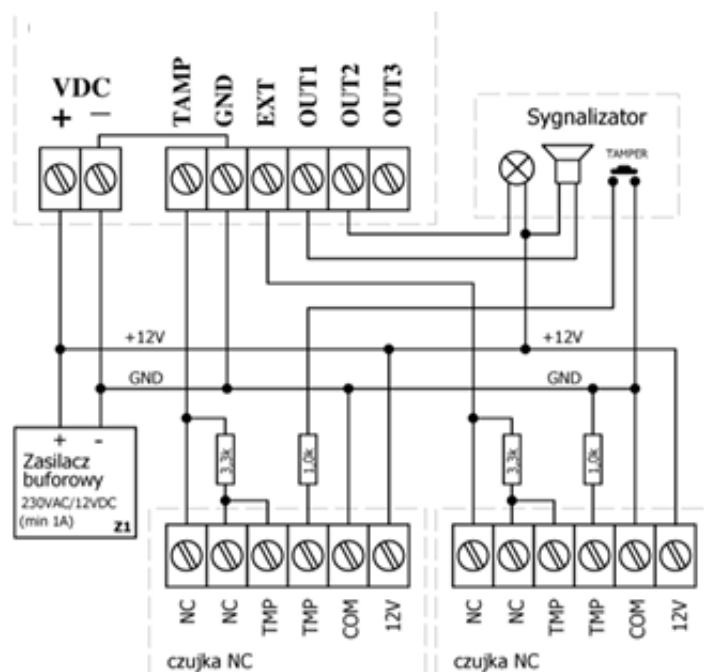 VDC
+ −
TAMP
GND
EXT
OUT1
OUT2
OUT3
Sygnalizator
TAMPER
+12V
+12V
GND
GND
+ -
Zasilacz
buforowy
230VAC/12VDC
(min 1A)
Z1
3,3k
1,0k
3,3k
1,0k
NC
NC
TMP
TMP
COM
12V
NC
NC
TMP
TMP
COM
12V
czujka NC
czujka NC